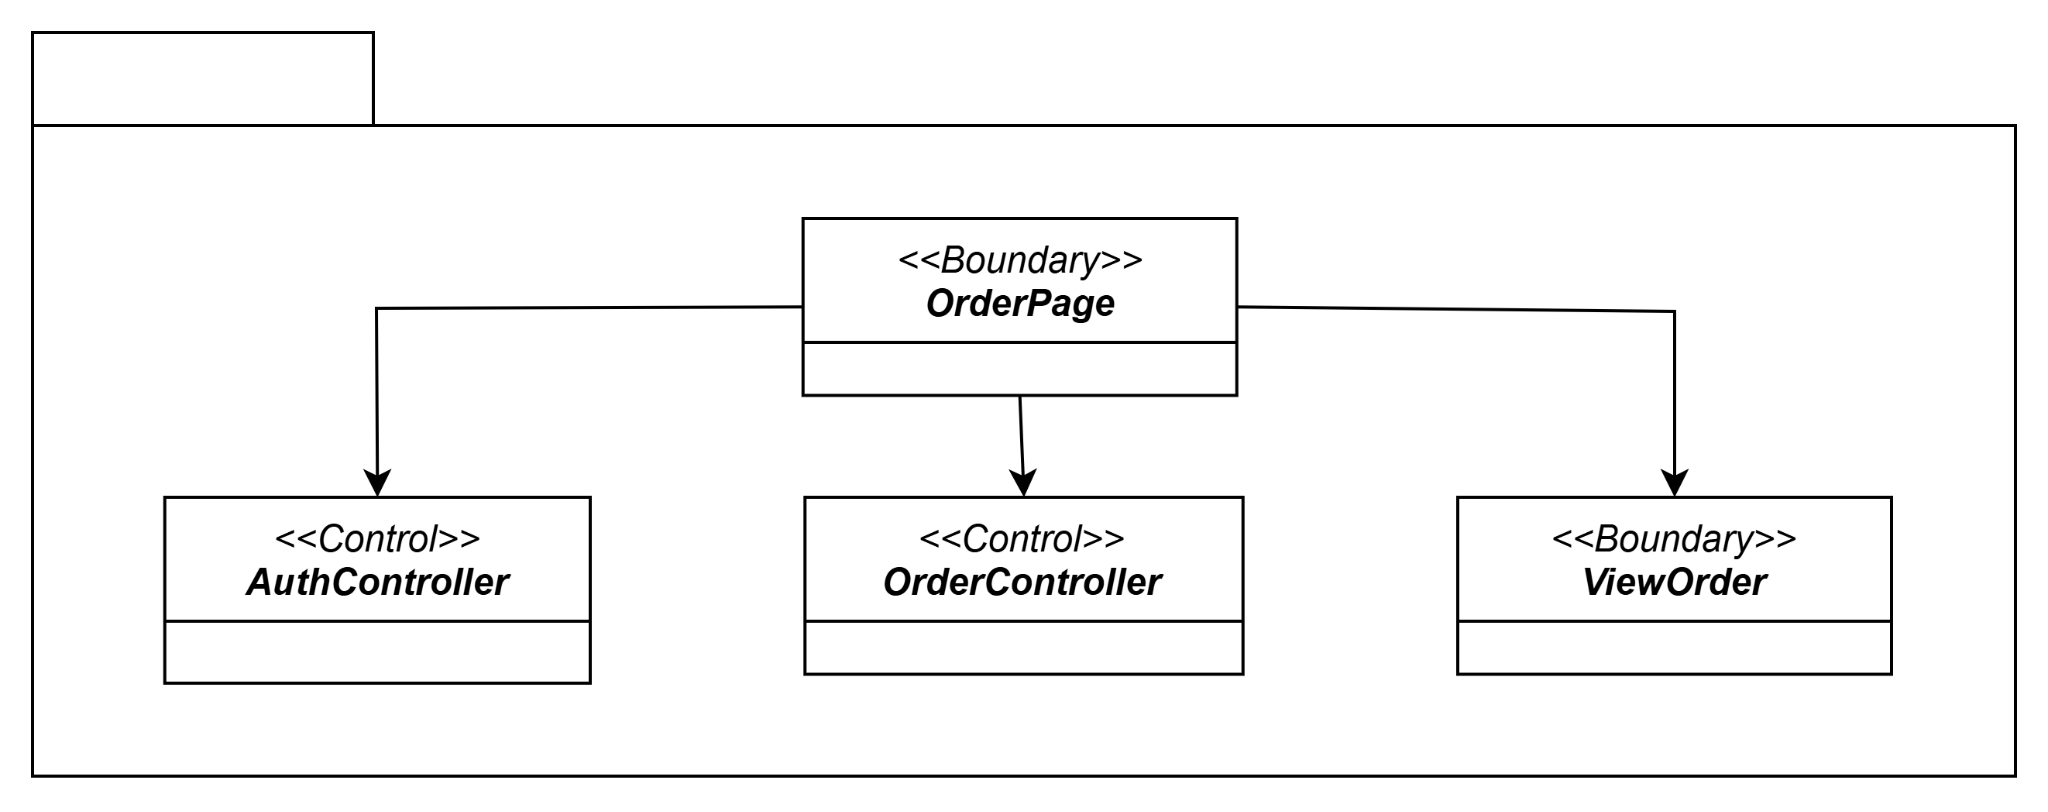 <<Boundary>>
OrderPage
<<Control>>
AuthController
<<Control>>
OrderController
<<Boundary>>
ViewOrder